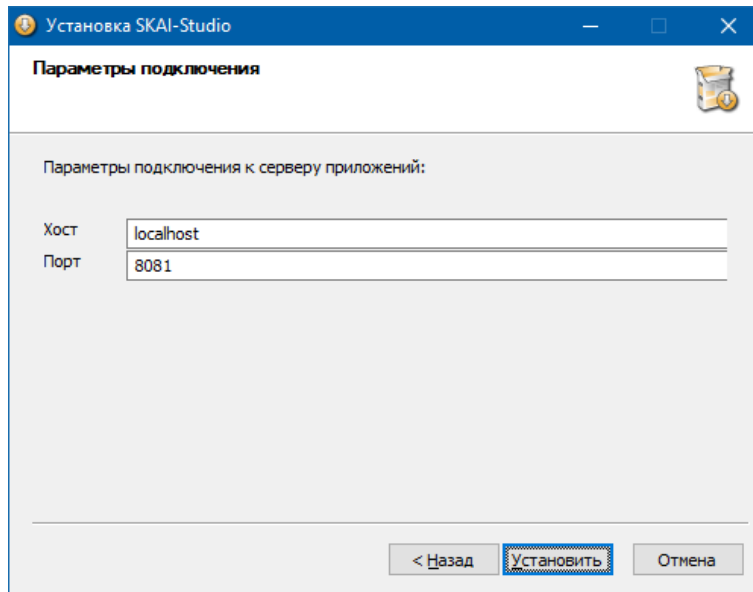 Установка SKAI-Studio
Параметры подключения
Параметры подключения к серверу приложений:
Хост localhost
Порт 8081
< Назад Установить Отмена